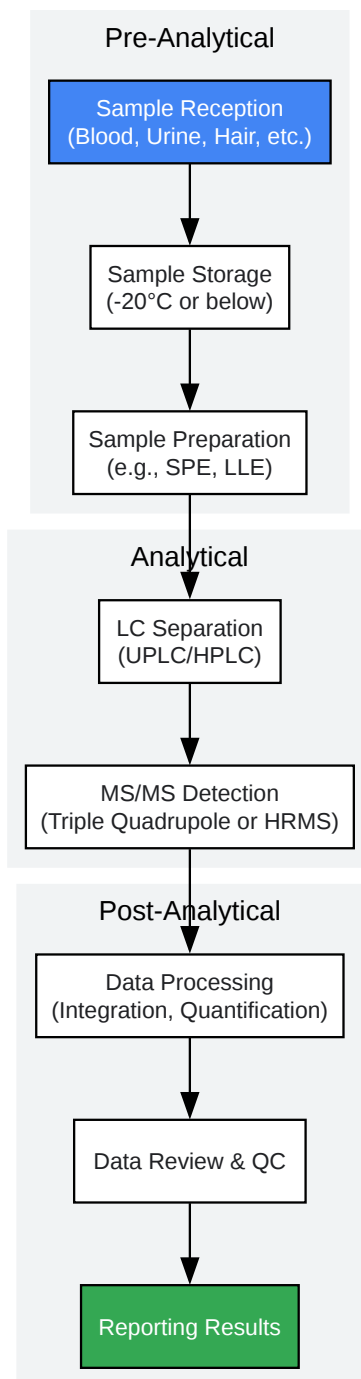 Pre-Analytical
Sample Reception
(Blood, Urine, Hair, etc.)
Sample Storage
(-20°C or below)
Sample Preparation
(e.g., SPE, LLE)
Analytical
LC Separation
(UPLC/HPLC)
MS/MS Detection
(Triple Quadrupole or HRMS)
Post-Analytical
Data Processing
(Integration, Quantification)
Data Review & QC
Reporting Results